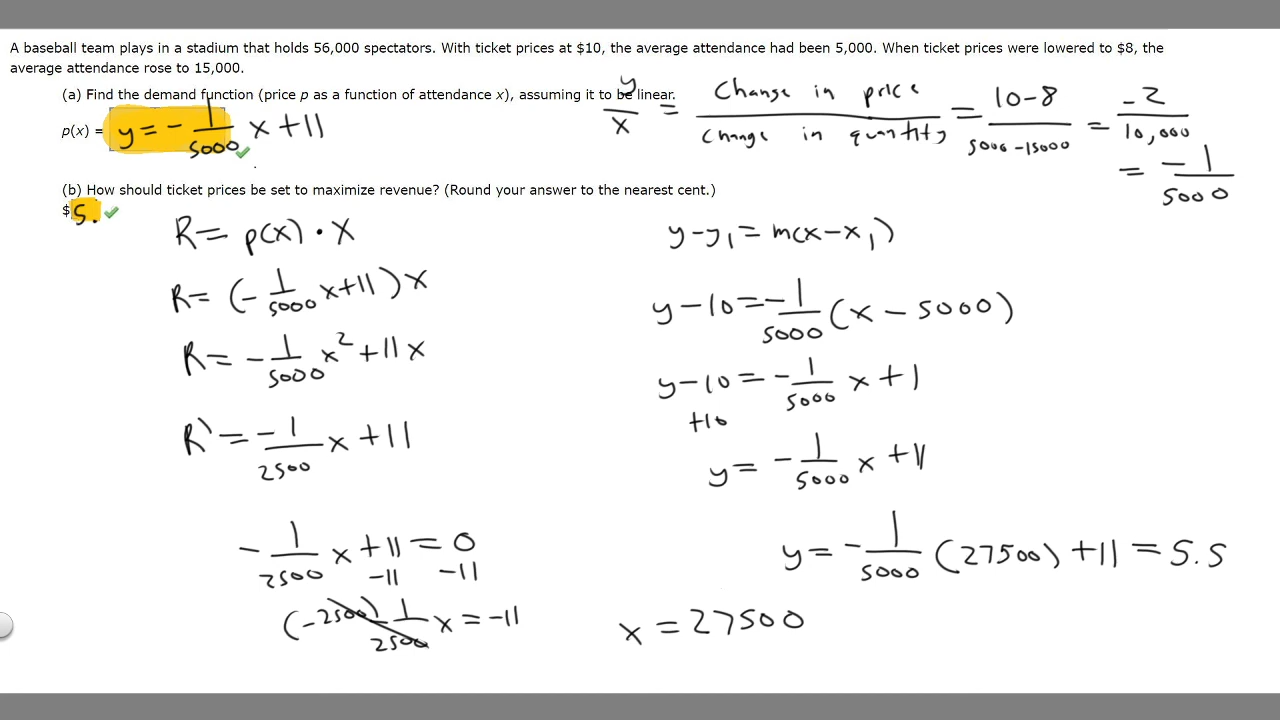 A baseball team plays in a stadium that holds 56,000 spectators. With ticket prices at $10, the average attendance had been 5,000. When ticket prices were lowered to $8, the
average attendance rose to 15,000.
(a) Find the demand function (price p as a function of attendance x), assuming it to be linear.
p(x) = y = - 1/5000 x + 11
y/x = Change in price / Change in quantity = 10-8 / 5000-15000 = -2 / 10,000
= -1/5000
(b) How should ticket prices be set to maximize revenue? (Round your answer to the nearest cent.)
$5.
R = p(x) · x
R = (- 1/5000 x + 11) x
R = - 1/5000 x² + 11x
R' = -1/2500 x + 11
- 1/2500 x + 11 = 0
-11 -11
(-2500) 1/2500 x = -11
y - y₁ = m(x - x₁)
y - 10 = -1/5000 (x - 5000)
y - 10 = - 1/5000 x + 1
+10
y = - 1/5000 x + 11
y = - 1/5000 (27500) + 11 = 5.5
x = 27500